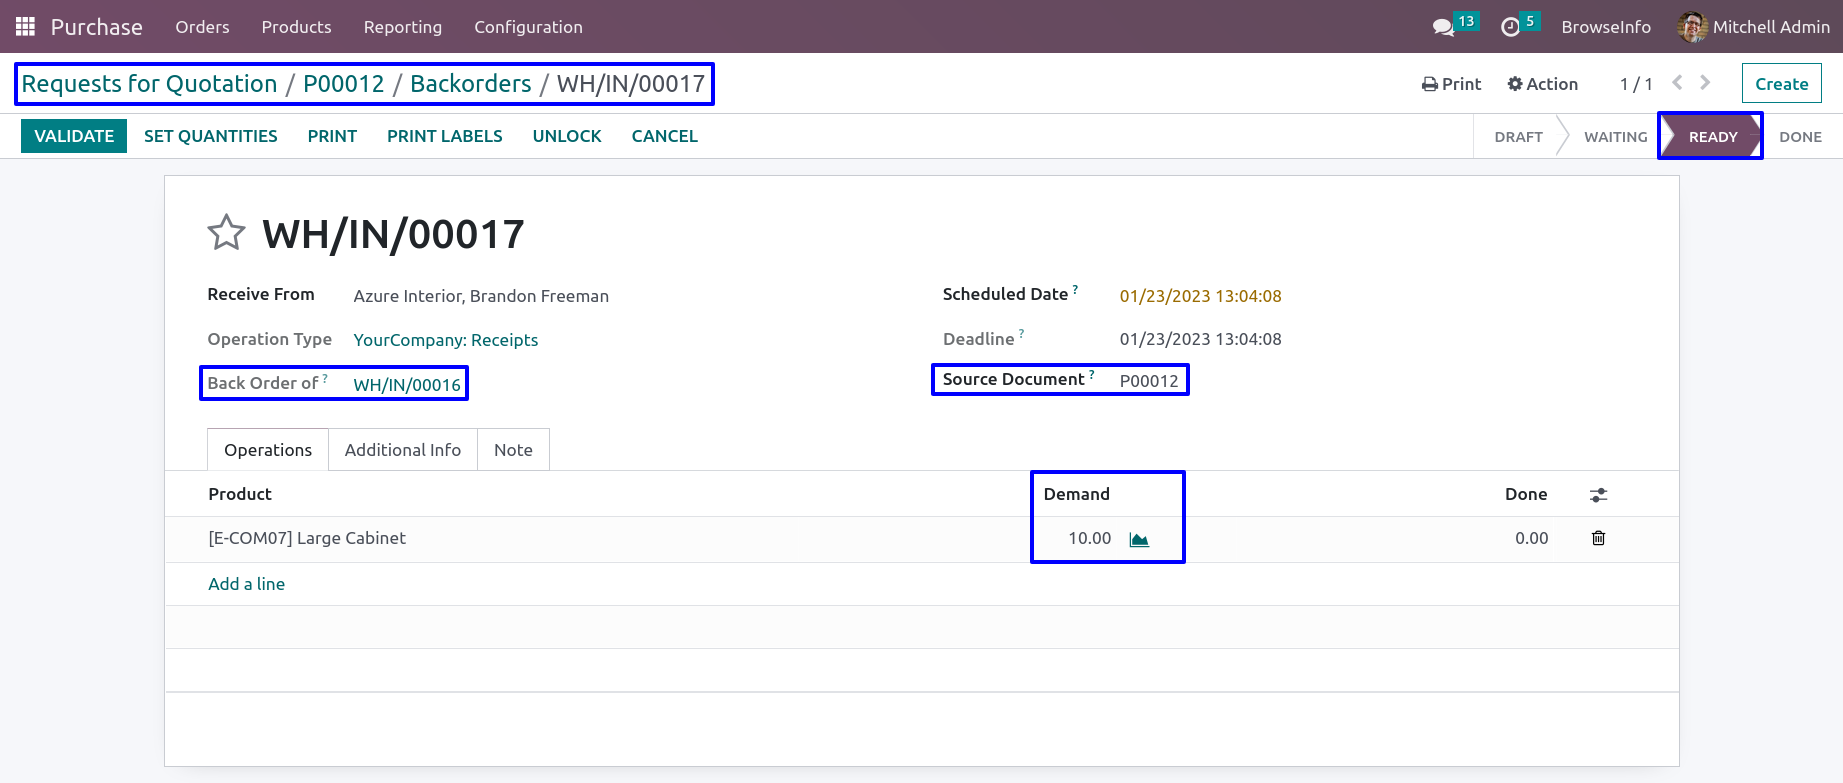 Purchase Orders Products Reporting Configuration 13 5 BrowseInfo Mitchell Admin
Requests for Quotation / P00012 / Backorders / WH/IN/00017 Print Action 1 / 1 Create
VALIDATE SET QUANTITIES PRINT PRINT LABELS UNLOCK CANCEL DRAFT WAITING READY DONE
WH/IN/00017
Receive From Azure Interior, Brandon Freeman Scheduled Date ? 01/23/2023 13:04:08
Operation Type YourCompany: Receipts Deadline ? 01/23/2023 13:04:08
Back Order of ? WH/IN/00016 Source Document ? P00012
Operations Additional Info Note
Product Demand Done
[E-COM07] Large Cabinet 10.00 0.00
Add a line